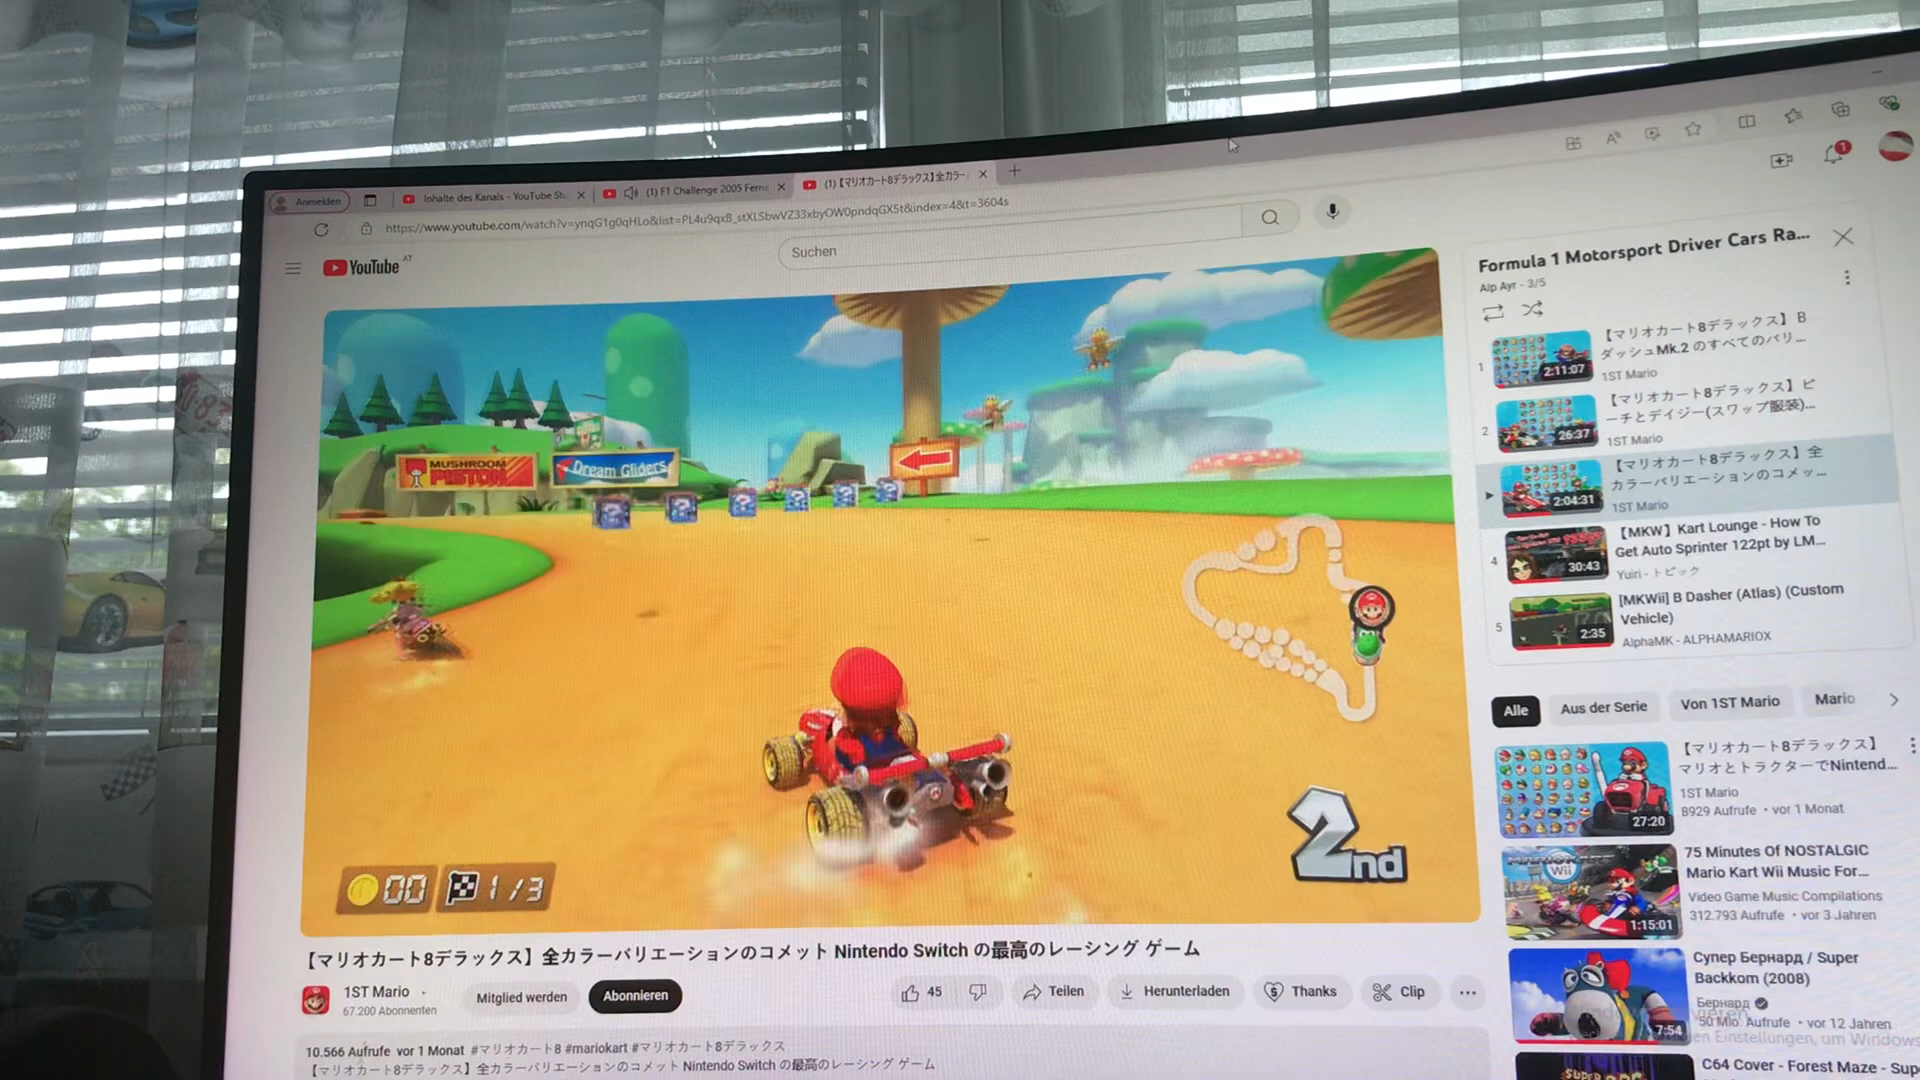 Anmelden
Inhalte des Kanals - YouTube Stu
(1) F1 Challenge 2005 Ferna
(1)【マリオカート8デラックス】全カラー
https://www.youtube.com/watch?v=ynqG1g0qHLo&list=PL4u9qxB_stXLSbwVZ33xbyOW0pndqGX5t&index=4&t=3604s
YouTube AT
Suchen
1
MUSHROOM
PISTON
Dream Gliders
00
1/3
2nd
【マリオカート8デラックス】全カラーバリエーションのコメット Nintendo Switch の最高のレーシング ゲーム
1ST Mario
67.200 Abonnenten
Mitglied werden
Abonnieren
45
Teilen
Herunterladen
Thanks
Clip
10.566 Aufrufe vor 1 Monat #マリオカート8 #mariokart #マリオカート8デラックス
【マリオカート8デラックス】全カラーバリエーションのコメット Nintendo Switch の最高のレーシング ゲーム
Formula 1 Motorsport Driver Cars Ra...
Alp Ayr - 3/5
1
2:11:07
【マリオカート8デラックス】B
ダッシュMk.2 のすべてのバリ...
1ST Mario
2
26:37
【マリオカート8デラックス】ピ
ーチとデイジー(スワップ服装)...
1ST Mario
2:04:31
【マリオカート8デラックス】全
カラーバリエーションのコメッ...
1ST Mario
4
30:43
【MKW】Kart Lounge - How To
Get Auto Sprinter 122pt by LM...
Yuiri - トピック
5
2:35
[MKWii] B Dasher (Atlas) (Custom
Vehicle)
AlphaMK - ALPHAMARIOX
Alle
Aus der Serie
Von 1ST Mario
Mario
27:20
【マリオカート8デラックス】
マリオとトラクターでNintend...
1ST Mario
8929 Aufrufe • vor 1 Monat
Wii
1:15:01
75 Minutes Of NOSTALGIC
Mario Kart Wii Music For...
Video Game Music Compilations
312.793 Aufrufe • vor 3 Jahren
7:54
Супер Бернард / Super
Backkom (2008)
Бернард
50 Mio. Aufrufe • vor 12 Jahren
en Einstellungen, um Windows
C64 Cover - Forest Maze - Sup